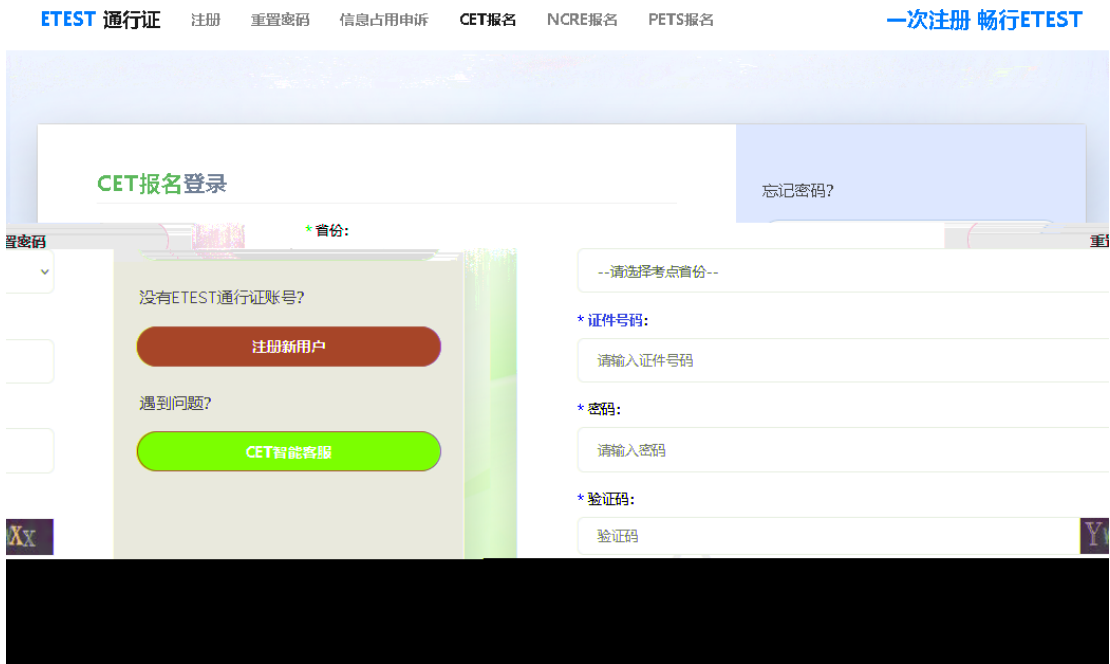 ETEST 通行证 注册 重置密码 信息占用申诉 CET报名 NCRE报名 PETS报名 一次注册 畅行ETEST
CET报名登录
忘记密码?
*省份:
置密码
重置
--请选择考点省份--
没有ETEST通行证账号?
*证件号码:
注册新用户
请输入证件号码
遇到问题?
*密码:
CET智能客服
请输入密码
*验证码:
Xx
验证码
Y